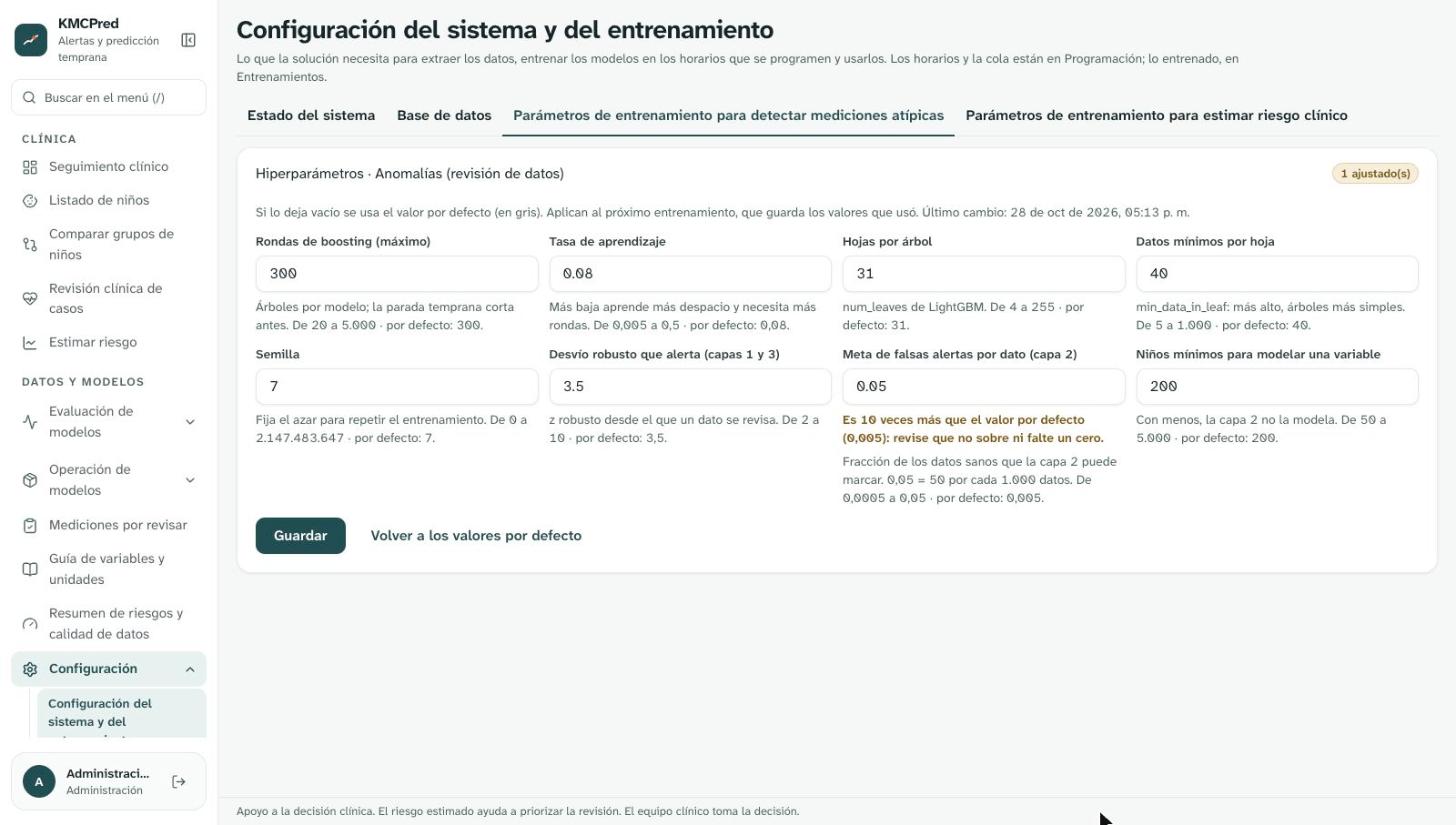 KMCPred
Alertas y predicción
temprana
Buscar en el menú (/)
CLÍNICA
Seguimiento clínico
Listado de niños
Comparar grupos de
niños
Revisión clínica de
casos
Estimar riesgo
DATOS Y MODELOS
Evaluación de
modelos
Operación de
modelos
Mediciones por revisar
Guía de variables y
unidades
Resumen de riesgos y
calidad de datos
Configuración
Configuración del
sistema y del
A
Administraci...
Administración
Configuración del sistema y del entrenamiento
Lo que la solución necesita para extraer los datos, entrenar los modelos en los horarios que se programen y usarlos. Los horarios y la cola están en Programación; lo entrenado, en
Entrenamientos.
Estado del sistema
Base de datos
Parámetros de entrenamiento para detectar mediciones atípicas
Parámetros de entrenamiento para estimar riesgo clínico
Hiperparámetros · Anomalías (revisión de datos)
1 ajustado(s)
Si lo deja vacío se usa el valor por defecto (en gris). Aplican al próximo entrenamiento, que guarda los valores que usó. Último cambio: 28 de oct de 2026, 05:13 p. m.
Rondas de boosting (máximo)
300
Árboles por modelo; la parada temprana corta
antes. De 20 a 5.000 · por defecto: 300.
Tasa de aprendizaje
0.08
Más baja aprende más despacio y necesita más
rondas. De 0,005 a 0,5 · por defecto: 0,08.
Hojas por árbol
31
num_leaves de LightGBM. De 4 a 255 · por
defecto: 31.
Datos mínimos por hoja
40
min_data_in_leaf: más alto, árboles más simples.
De 5 a 1.000 · por defecto: 40.
Semilla
7
Fija el azar para repetir el entrenamiento. De 0 a
2.147.483.647 · por defecto: 7.
Desvío robusto que alerta (capas 1 y 3)
3.5
z robusto desde el que un dato se revisa. De 2 a
10 · por defecto: 3,5.
Meta de falsas alertas por dato (capa 2)
0.05
Es 10 veces más que el valor por defecto
(0,005): revise que no sobre ni falte un cero.
Fracción de los datos sanos que la capa 2 puede
marcar. 0,05 = 50 por cada 1.000 datos. De
0,0005 a 0,05 · por defecto: 0,005.
Niños mínimos para modelar una variable
200
Con menos, la capa 2 no la modela. De 50 a
5.000 · por defecto: 200.
Guardar
Volver a los valores por defecto
Apoyo a la decisión clínica. El riesgo estimado ayuda a priorizar la revisión. El equipo clínico toma la decisión.